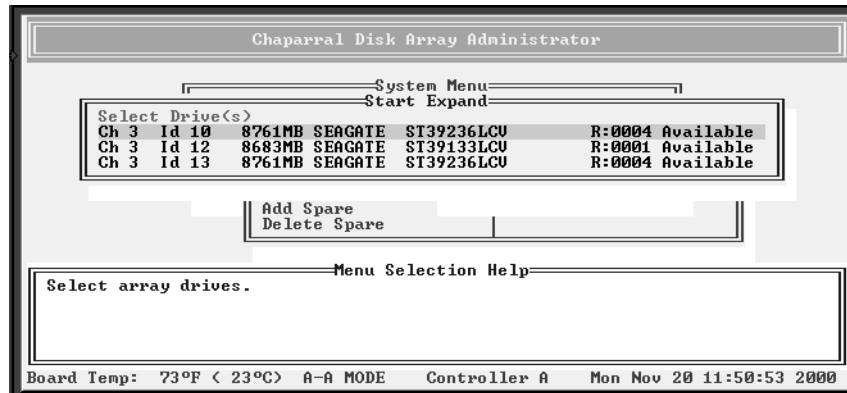 Chaparral Disk Array Administrator
System Menu
Start Expand
Select Drive(s)
Ch 3 Id 10 8761MB SEAGATE ST39236LCV R:0004 Available
Ch 3 Id 12 8683MB SEAGATE ST39133LCV R:0001 Available
Ch 3 Id 13 8761MB SEAGATE ST39236LCV R:0004 Available
Add Spare
Delete Spare
Menu Selection Help
Select array drives.
Board Temp: 73ºF ( 23ºC) A-A MODE Controller A Mon Nov 20 11:50:53 2000